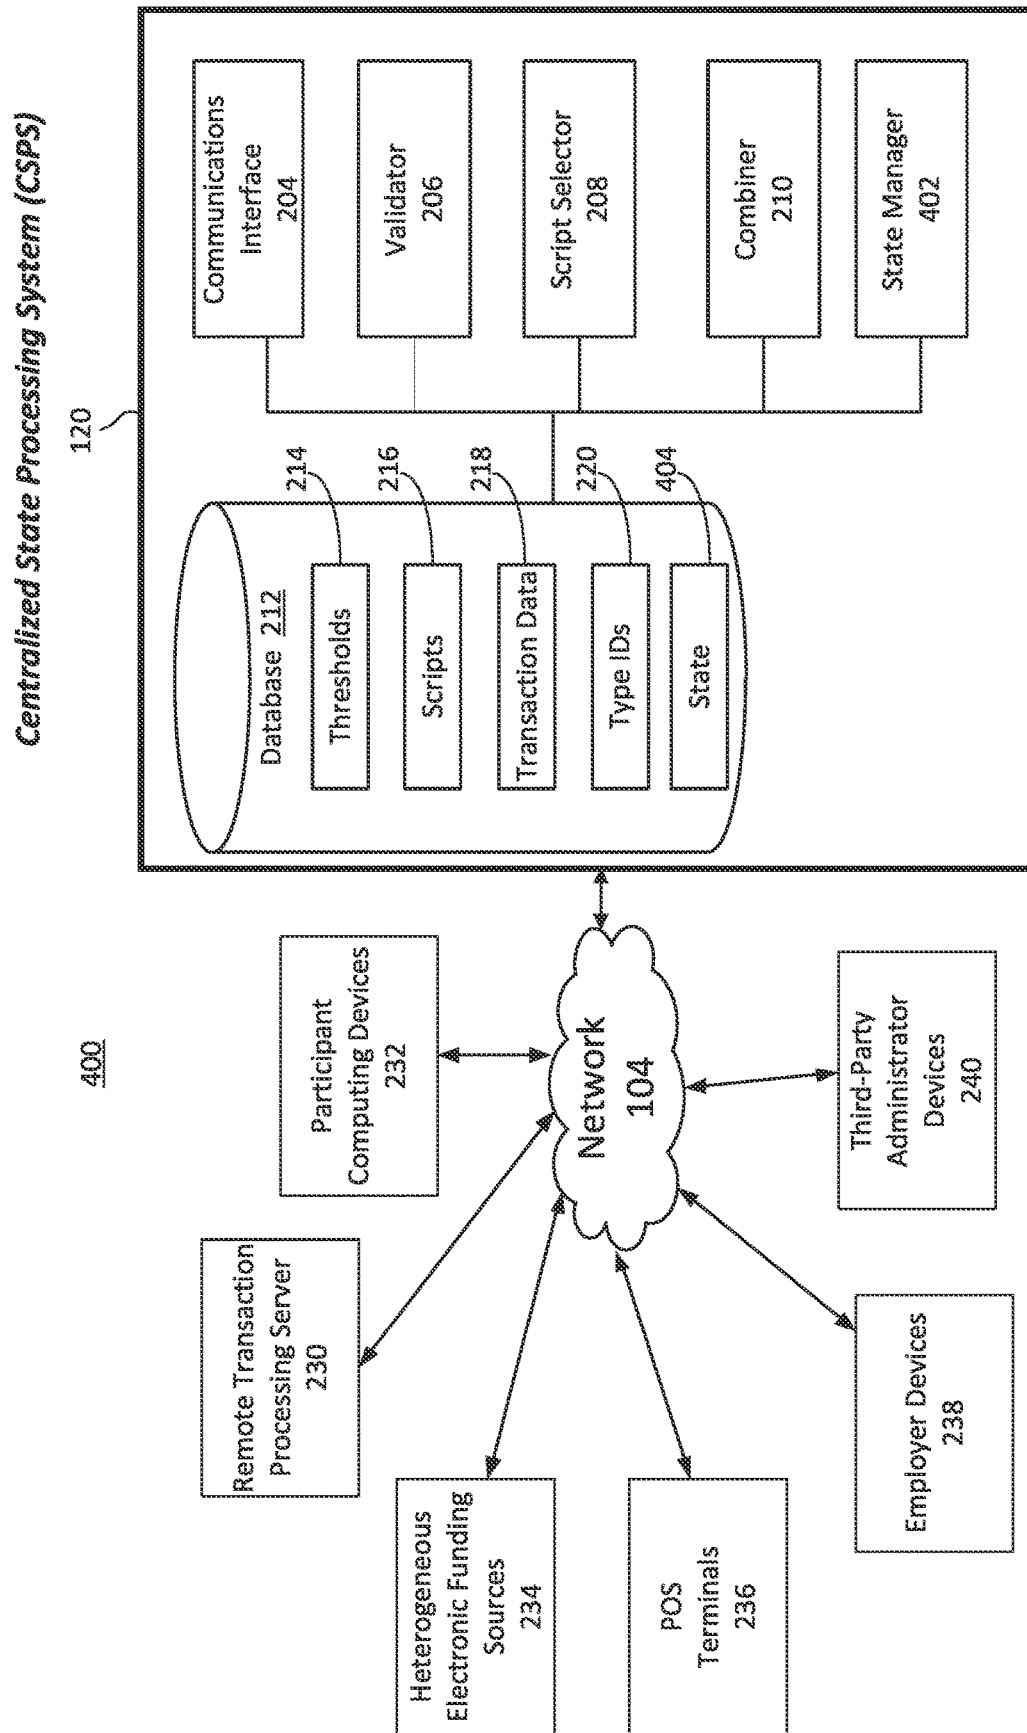 Centralized State Processing System (CSPS)
400
120
Communications
Interface
204
Validator
206
Script Selector
208
Combiner
210
State Manager
402
Database 212
Thresholds
214
Scripts
216
Transaction Data
218
Type IDs
220
State
404
Network
104
Participant
Computing Devices
232
Remote Transaction
Processing Server
230
Heterogeneous
Electronic Funding
Sources
234
POS
Terminals
236
Employer Devices
238
Third-Party
Administrator
Devices
240